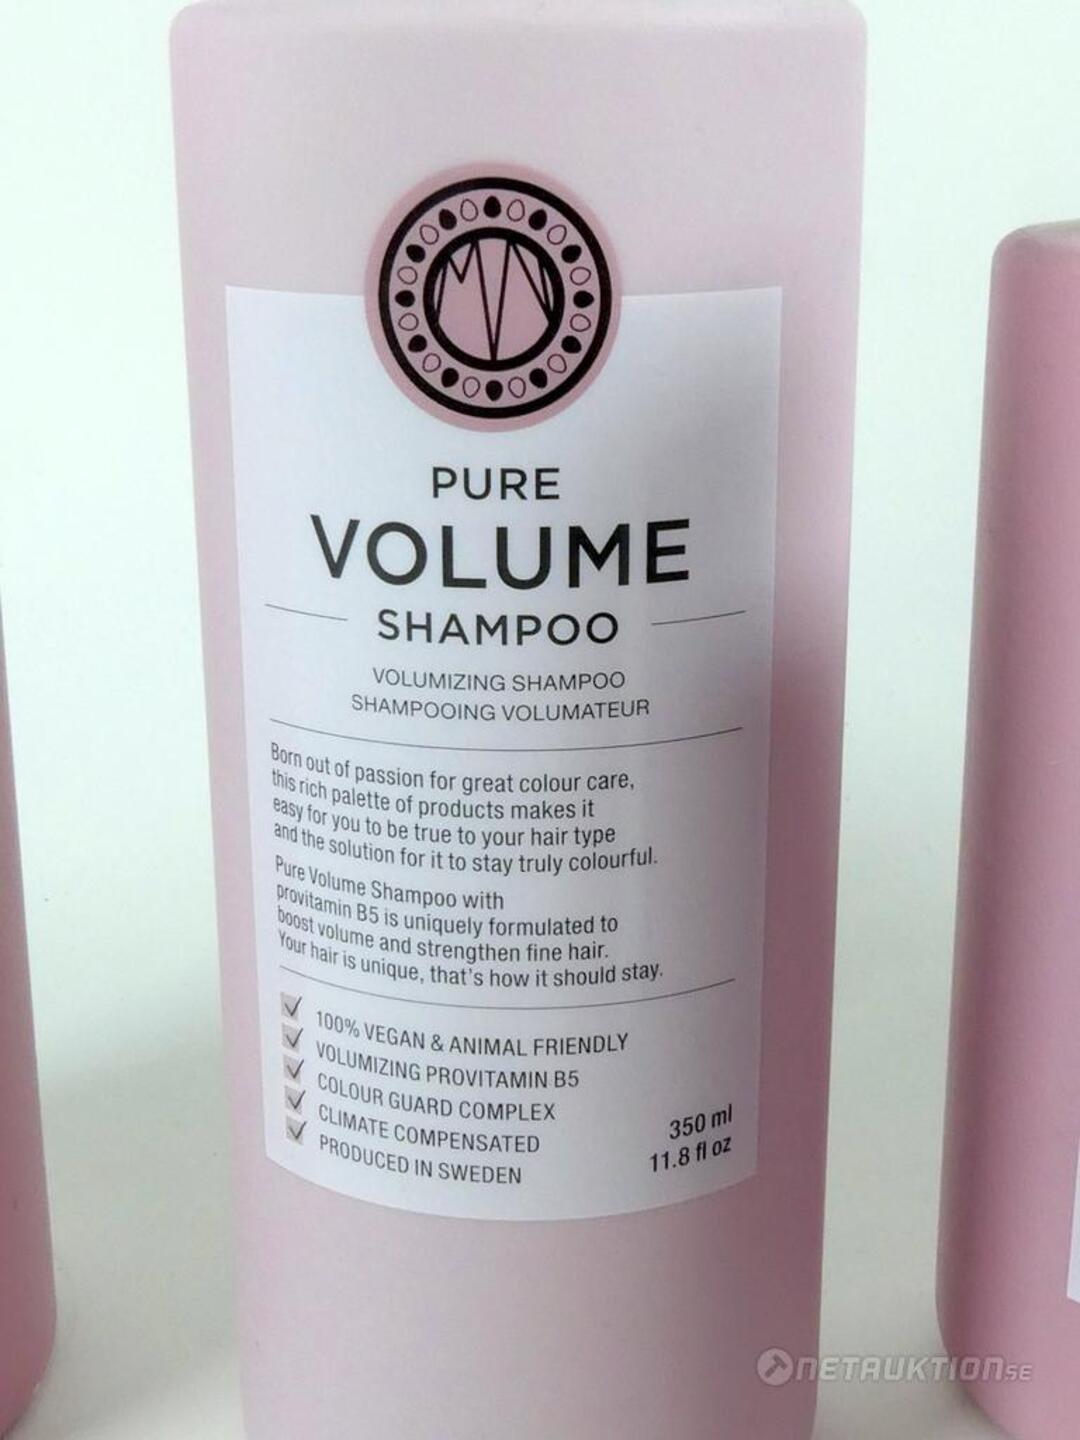 PURE
VOLUME
SHAMPOO
VOLUMIZING SHAMPOO
SHAMPOOING VOLUMATEUR
Born out of passion for great colour care,
this rich palette of products makes it
easy for you to be true to your hair type
and the solution for it to stay truly colourful.
Pure Volume Shampoo with
provitamin B5 is uniquely formulated to
boost volume and strengthen fine hair.
Your hair is unique, that's how it should stay.
100% VEGAN & ANIMAL FRIENDLY
VOLUMIZING PROVITAMIN B5
COLOUR GUARD COMPLEX
CLIMATE COMPENSATED
PRODUCED IN SWEDEN
350 ml
11.8 fl oz
NETAUKTION.SE